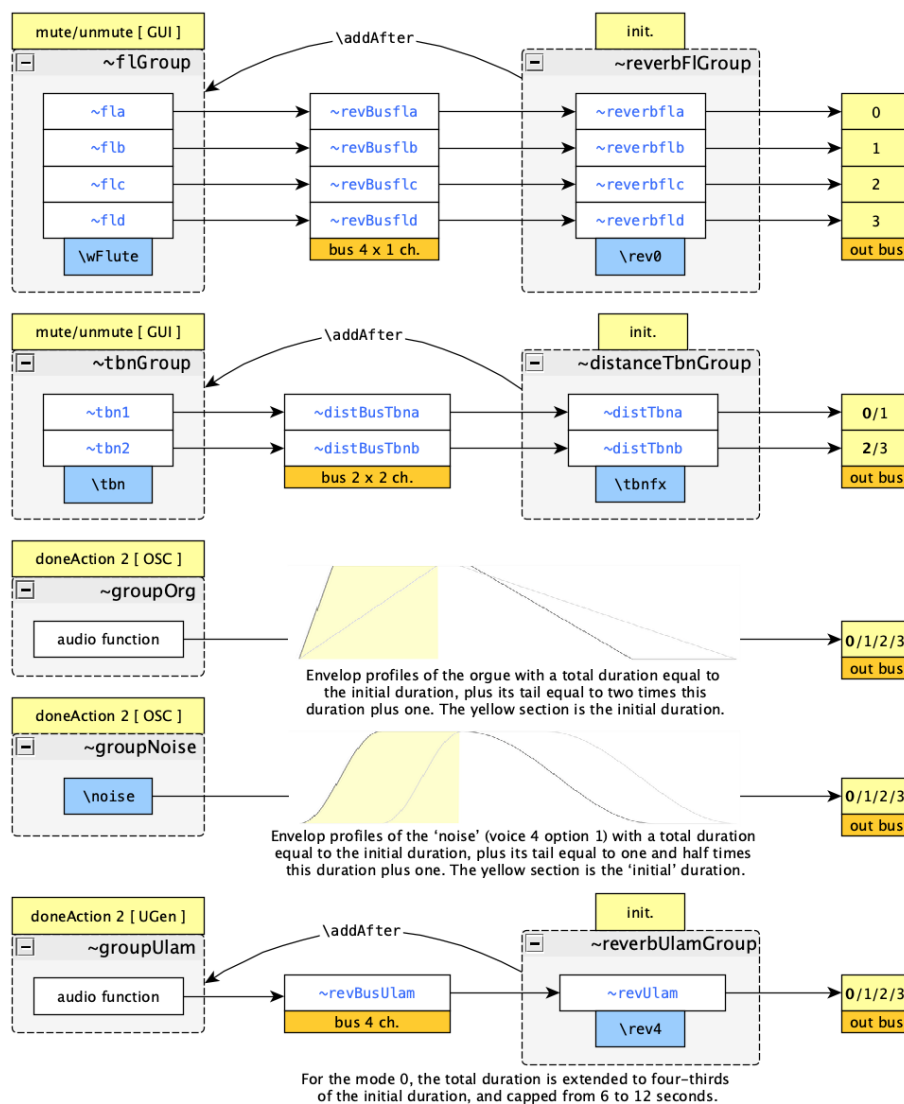 mute/unmute [ GUI ]
init.
\addAfter
~flGroup
~reverbFlGroup
~fla
~revBusfla
~reverbfla
0
~flb
~revBusflb
~reverbflb
1
~flc
~revBusflc
~reverbflc
2
~fld
~revBusfld
~reverbfld
3
\wFlute
bus 4 x 1 ch.
\rev0
out bus
mute/unmute [ GUI ]
init.
\addAfter
~tbnGroup
~distanceTbnGroup
~tbn1
~distBusTbna
~distTbna
0/1
~tbn2
~distBusTbnb
~distTbnb
2/3
\tbn
bus 2 x 2 ch.
\tbnfx
out bus
doneAction 2 [ OSC ]
~groupOrg
audio function
0/1/2/3
out bus
Envelop profiles of the orgue with a total duration equal to
the initial duration, plus its tail equal to two times this
duration plus one. The yellow section is the initial duration.
doneAction 2 [ OSC ]
~groupNoise
\noise
0/1/2/3
out bus
Envelop profiles of the ‘noise’ (voice 4 option 1) with a total duration
equal to the initial duration, plus its tail equal to one and half times
this duration plus one. The yellow section is the ‘initial’ duration.
doneAction 2 [ UGen ]
init.
\addAfter
~groupUlam
~reverbUlamGroup
audio function
~revBusUlam
~revUlam
0/1/2/3
bus 4 ch.
\rev4
out bus
For the mode 0, the total duration is extended to four-thirds
of the initial duration, and capped from 6 to 12 seconds.